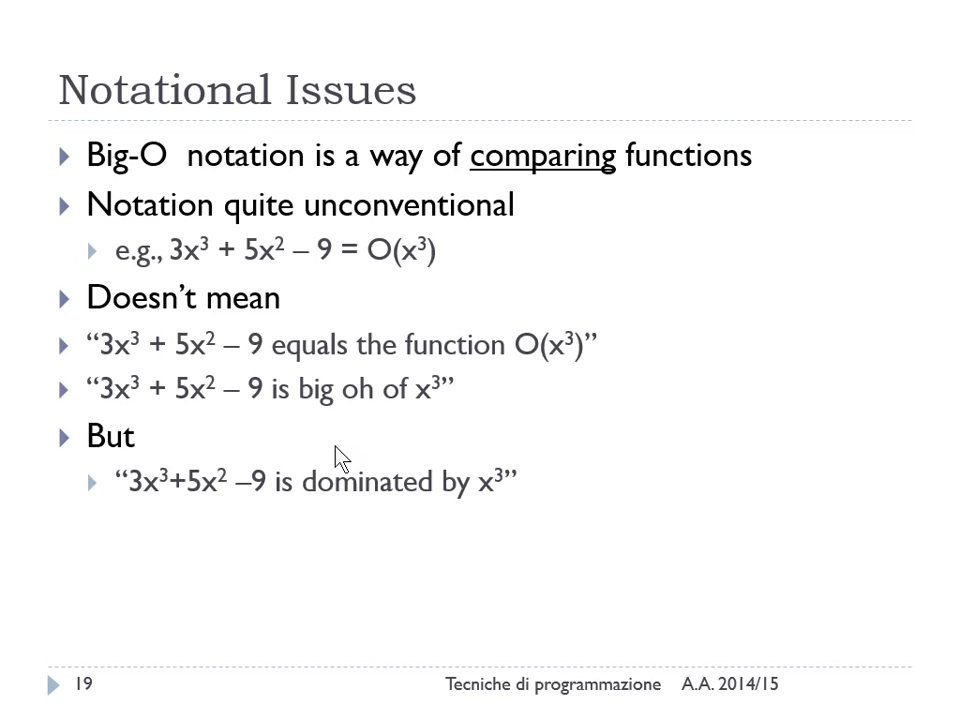 Notational Issues
Big-O notation is a way of comparing functions
Notation quite unconventional
e.g., 3x³ + 5x² – 9 = O(x³)
Doesn’t mean
“3x³ + 5x² – 9 equals the function O(x³)”
“3x³ + 5x² – 9 is big oh of x³”
But
“3x³+5x² –9 is dominated by x³”
19 Tecniche di programmazione A.A. 2014/15